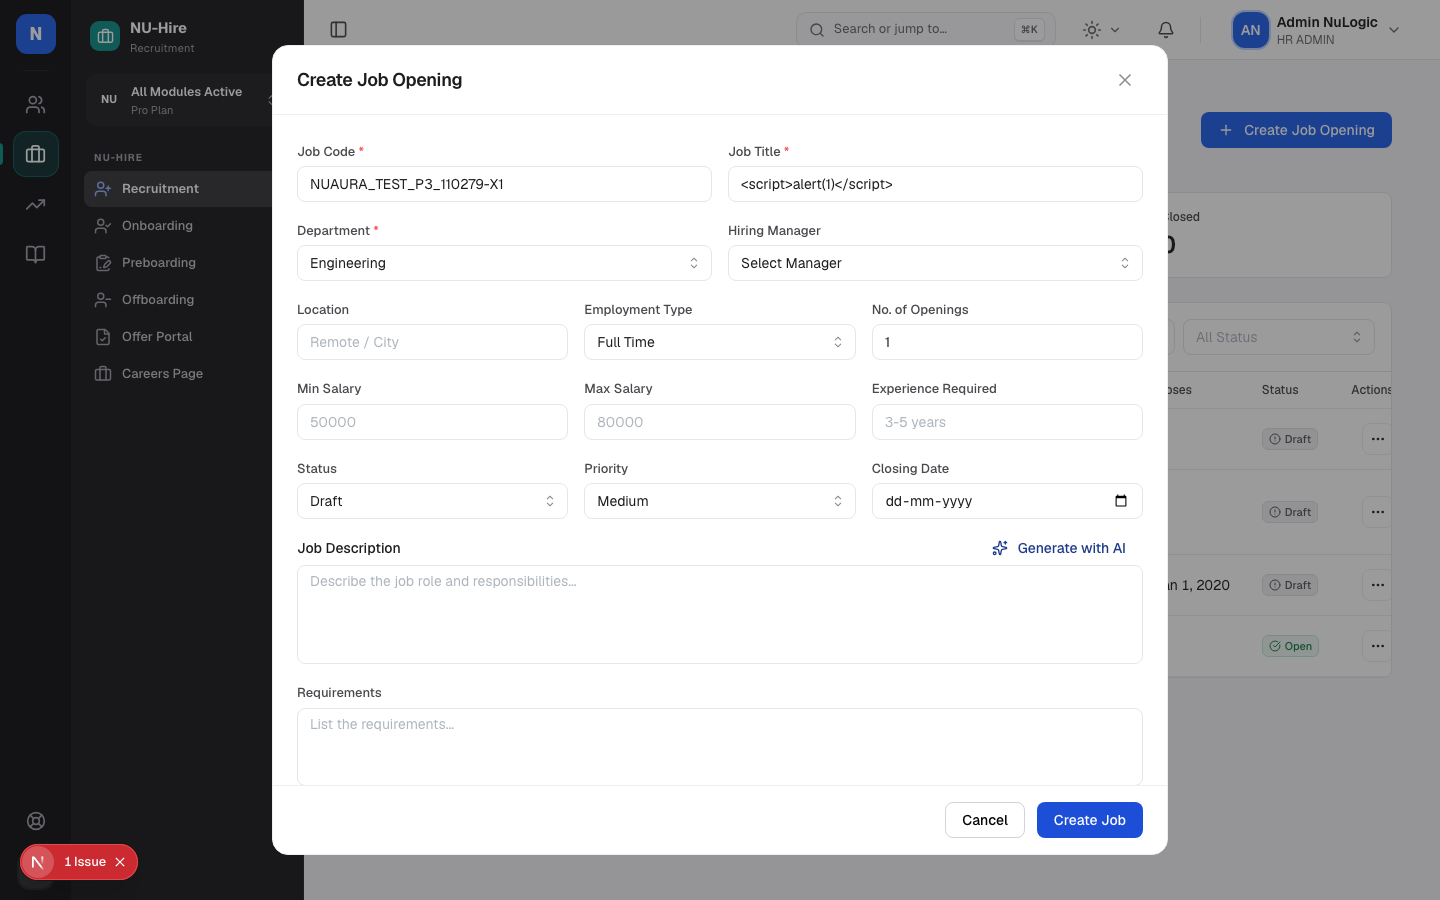 N
NU-Hire
Recruitment
NU
All Modules Active
Pro Plan
NU-HIRE
Recruitment
Onboarding
Preboarding
Offboarding
Offer Portal
Careers Page
N
1 Issue
Search or jump to...
⌘K
AN
Admin NuLogic
HR ADMIN
Create Job Opening
Closed
0
All Status
Status
Actions
Draft
Draft
an 1, 2020
Draft
Open
Create Job Opening
Job Code *
Job Title *
NUAURA_TEST_P3_110279-X1
<script>alert(1)</script>
Department *
Hiring Manager
Engineering
Select Manager
Location
Employment Type
No. of Openings
Remote / City
Full Time
1
Min Salary
Max Salary
Experience Required
50000
80000
3-5 years
Status
Priority
Closing Date
Draft
Medium
dd-mm-yyyy
Job Description
Generate with AI
Describe the job role and responsibilities...
Requirements
List the requirements...
Cancel
Create Job